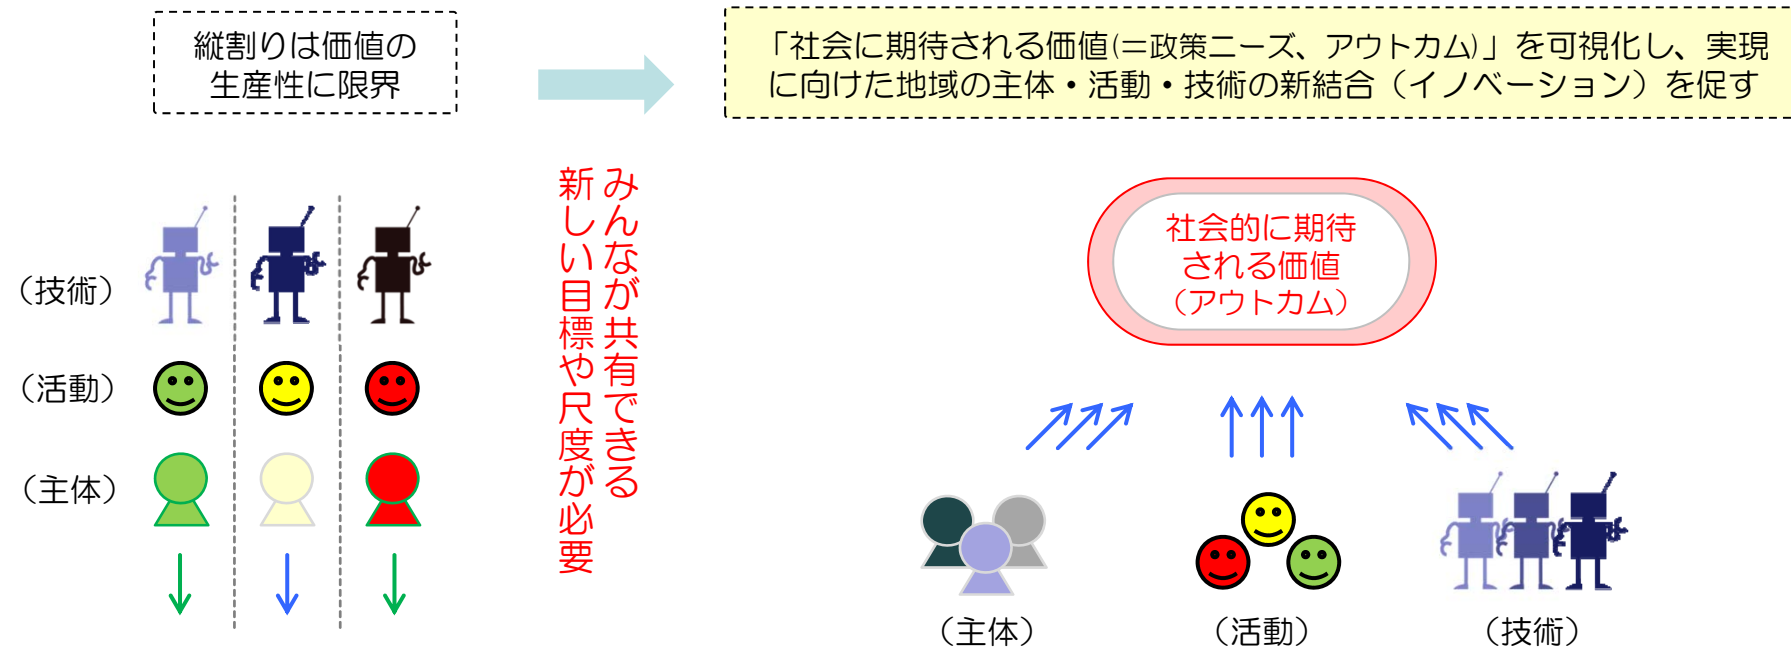 縦割りは価値の
生産性に限界
「社会に期待される価値(＝政策ニーズ、アウトカム)」を可視化し、実現
に向けた地域の主体・活動・技術の新結合（イノベーション）を促す
みんなが共有できる
新しい目標や尺度が必要
（技術）
（活動）
（主体）
社会的に期待
される価値
（アウトカム）
（主体）
（活動）
（技術）